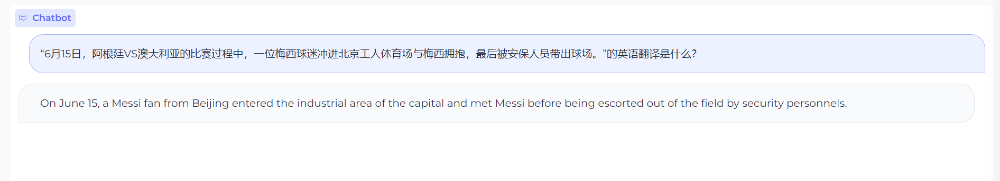 Chatbot
“6月15日，阿根廷VS澳大利亚的比赛过程中，一位梅西球迷冲进北京工人体育场与梅西拥抱，最后被安保人员带出球场。”的英语翻译是什么？
On June 15, a Messi fan from Beijing entered the industrial area of the capital and met Messi before being escorted out of the field by security personnels.